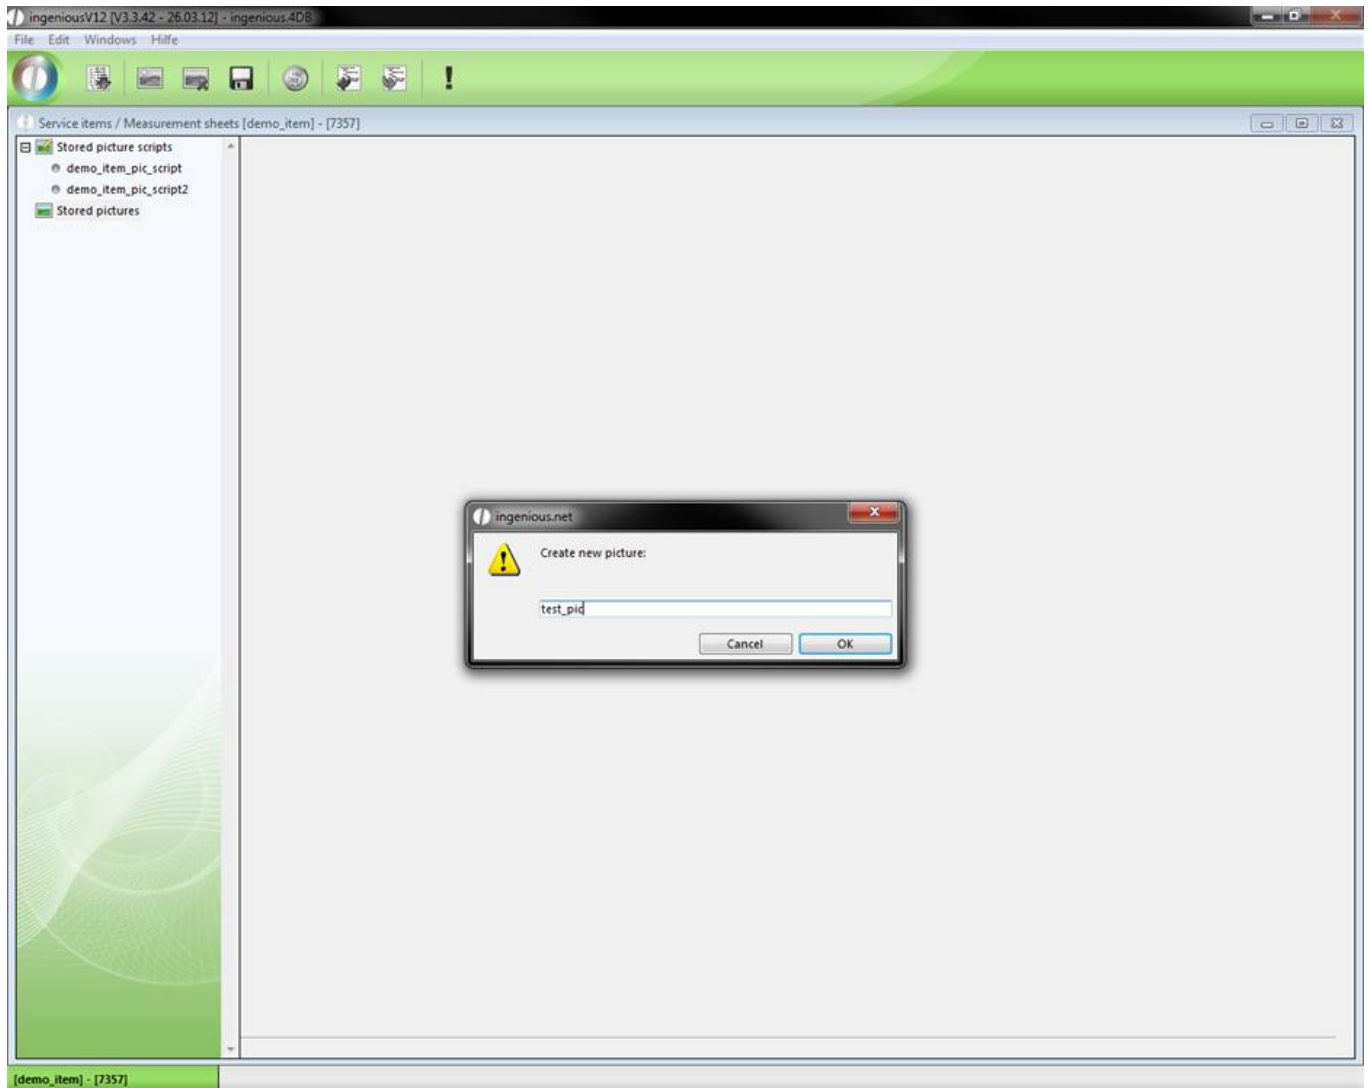 ingeniousV12 [V3.3.42 - 26.03.12] - ingenious.4DB
File Edit Windows Hilfe
Service items / Measurement sheets [demo_item] - [7357]
Stored picture scripts
demo_item_pic_script
demo_item_pic_script2
Stored pictures
ingenious.net
Create new picture:
test_pic
Cancel OK
[demo_item] - [7357]